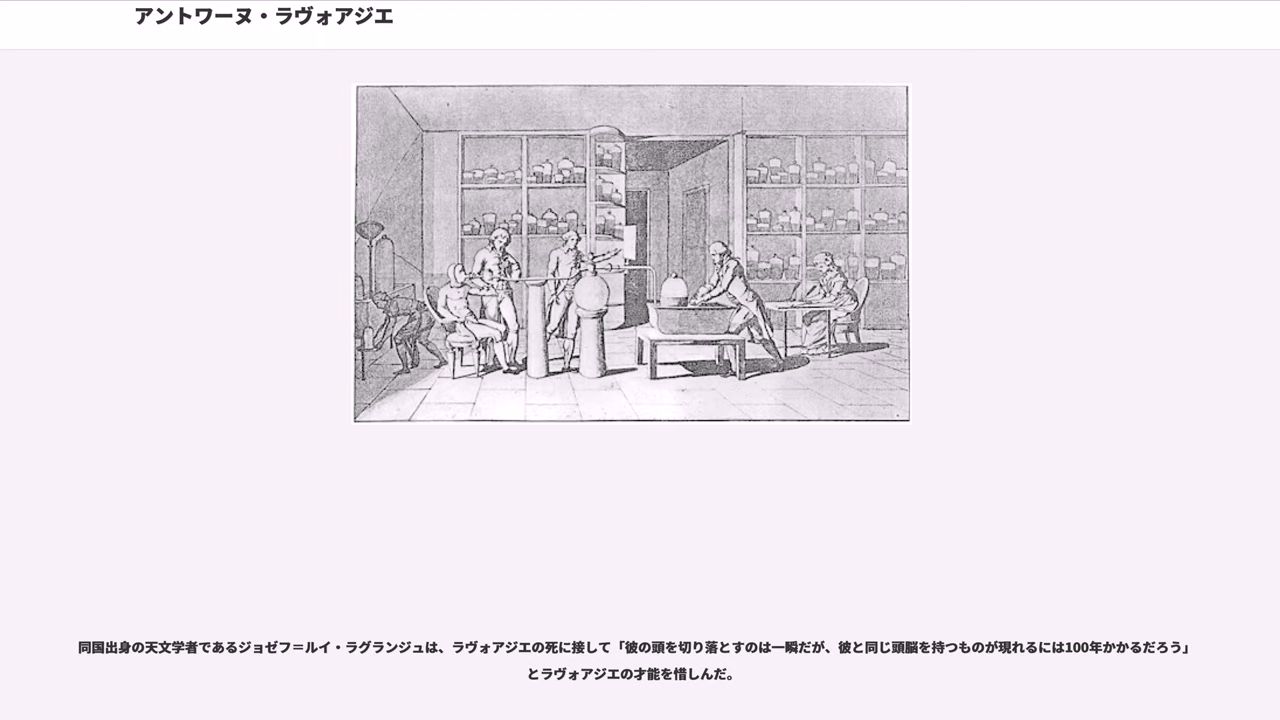 アントワーヌ・ラヴォアジエ
同国出身の天文学者であるジョゼフ＝ルイ・ラグランジュは、ラヴォアジエの死に接して「彼の頭を切り落とすのは一瞬だが、彼と同じ頭脳を持つものが現れるには100年かかるだろう」
とラヴォアジエの才能を惜しんだ。